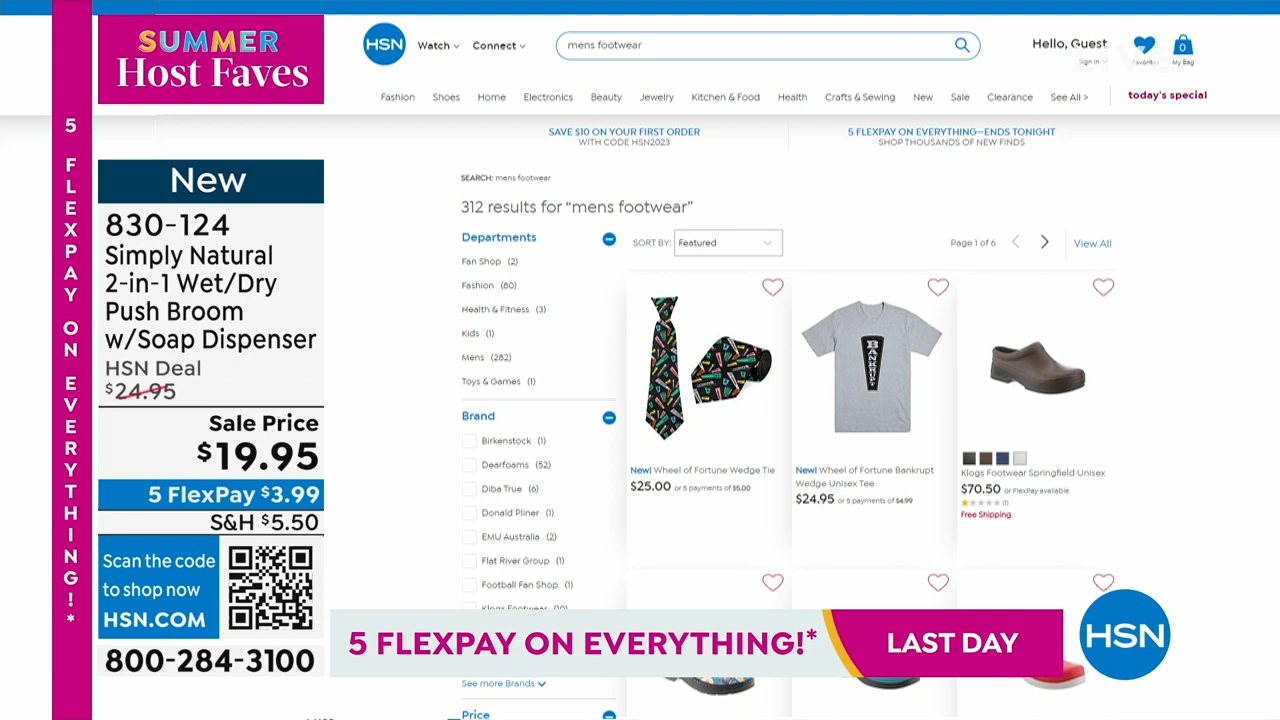 SUMMER
Host Faves
5 FLEXPAY ON EVERYTHING!*
New
830-124
Simply Natural
2-in-1 Wet/Dry
Push Broom
w/Soap Dispenser
HSN Deal
$24.95
Sale Price
$19.95
5 FlexPay $3.99
S&H $5.50
Scan the code
to shop now
HSN.COM
800-284-3100
HSN
Watch
Connect
mens footwear
Hello, Guest
Sign In
Favorites
0
My Bag
LIVE
Fashion Shoes Home Electronics Beauty Jewelry Kitchen & Food Health Crafts & Sewing New Sale Clearance See All > today's special
SAVE $10 ON YOUR FIRST ORDER
WITH CODE HSN2023
5 FLEXPAY ON EVERYTHING—ENDS TONIGHT
SHOP THOUSANDS OF NEW FINDS
SEARCH: mens footwear
312 results for “mens footwear”
Departments
Fan Shop (2)
Fashion (80)
Health & Fitness (3)
Kids (1)
Mens (282)
Toys & Games (1)
Brand
Birkenstock (1)
Dearfoams (52)
Diba True (6)
Donald Pliner (1)
EMU Australia (2)
Flat River Group (1)
Football Fan Shop (1)
Klogs Footwear (10)
See more Brands
Price
SORT BY: Featured
Page 1 of 6
View All
New! Wheel of Fortune Wedge Tie
$25.00 or 5 payments of $5.00
BANKRUPT
New! Wheel of Fortune Bankrupt
Wedge Unisex Tee
$24.95 or 5 payments of $4.99
Klogs Footwear Springfield Unisex
$70.50 or FlexPay available
(1)
Free Shipping
5 FLEXPAY ON EVERYTHING!*
LAST DAY
HSN